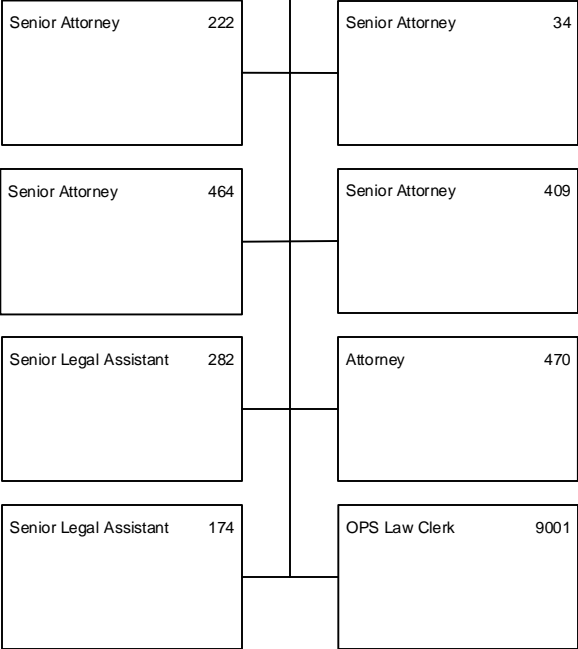 Senior Attorney 222
Senior Attorney 34
Senior Attorney 464
Senior Attorney 409
Senior Legal Assistant 282
Attorney 470
Senior Legal Assistant 174
OPS Law Clerk 9001